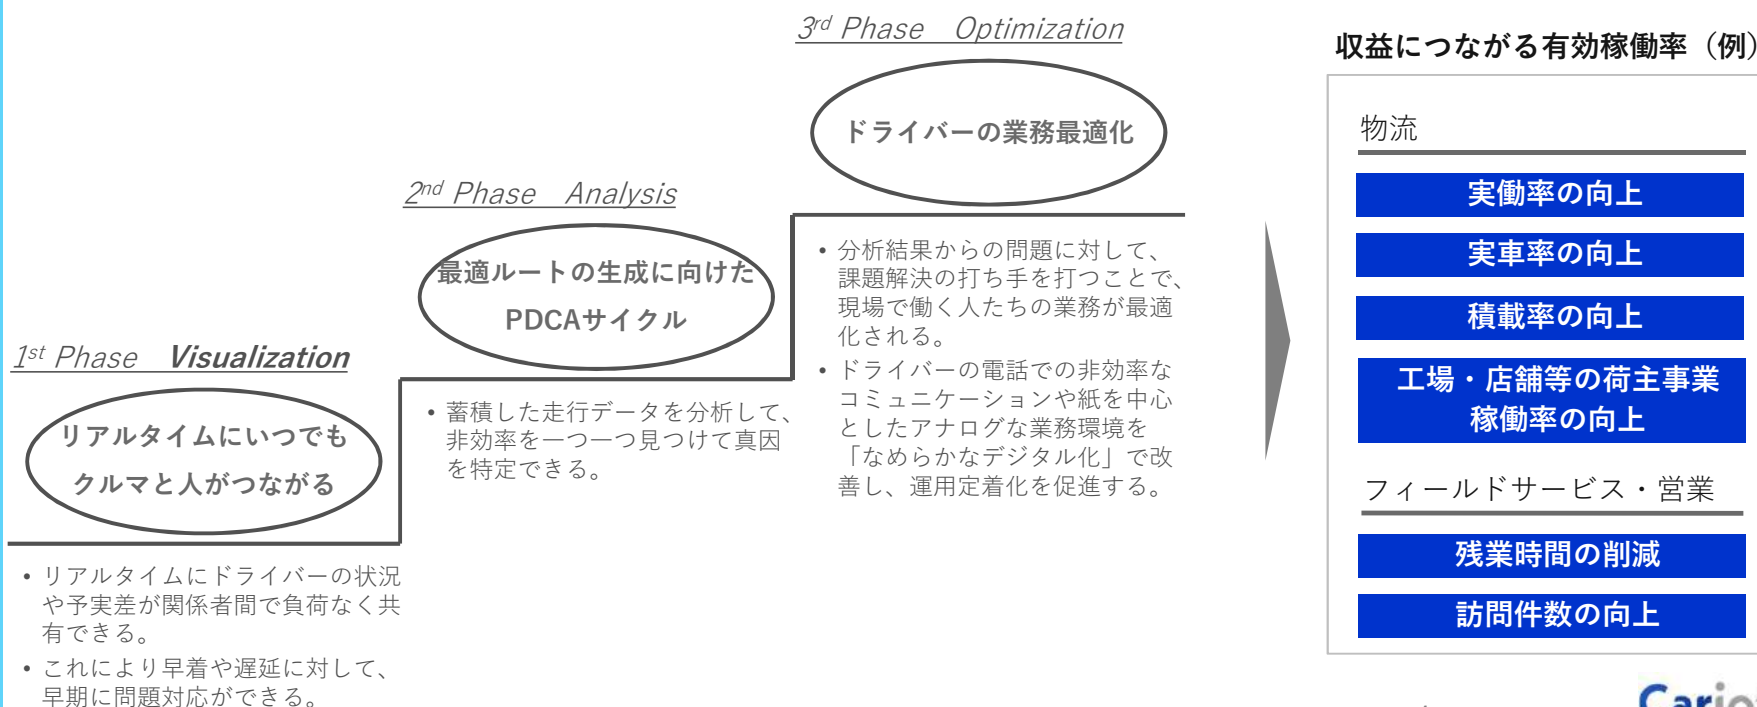 1st Phase Visualization
リアルタイムにいつでも
クルマと人がつながる
• リアルタイムにドライバーの状況
や予実差が関係者間で負荷なく共
有できる。
• これにより早着や遅延に対して、
早期に問題対応ができる。
2nd Phase Analysis
最適ルートの生成に向けた
PDCAサイクル
• 蓄積した走行データを分析して、
非効率を一つ一つ見つけて真因
を特定できる。
3rd Phase Optimization
ドライバーの業務最適化
• 分析結果からの問題に対して、
課題解決の打ち手を打つことで、
現場で働く人たちの業務が最適
化される。
• ドライバーの電話での非効率な
コミュニケーションや紙を中心
としたアナログな業務環境を
「なめらかなデジタル化」で改
善し、運用定着化を促進する。
収益につながる有効稼働率（例）
物流
実働率の向上
実車率の向上
積載率の向上
工場・店舗等の荷主事業
稼働率の向上
フィールドサービス・営業
残業時間の削減
訪問件数の向上